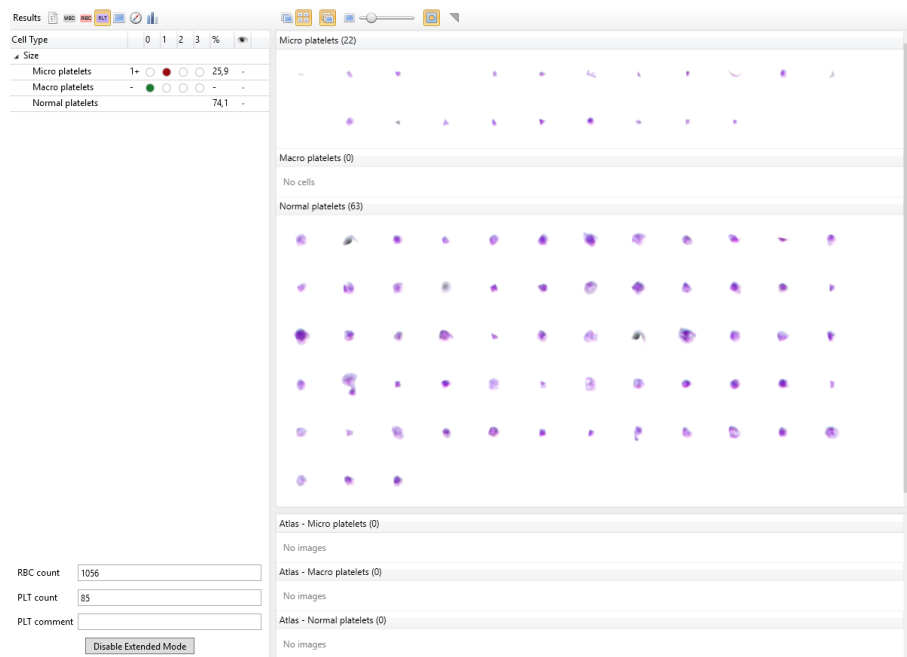 Results WBC RBC PLT
Cell Type 0 1 2 3 %
Size
Micro platelets 1+ 25,9 -
Macro platelets - -  -
Normal platelets 74,1 -
RBC count 1056
PLT count 85
PLT comment
Disable Extended Mode
Micro platelets (22)
Macro platelets (0)
No cells
Normal platelets (63)
Atlas - Micro platelets (0)
No images
Atlas - Macro platelets (0)
No images
Atlas - Normal platelets (0)
No images